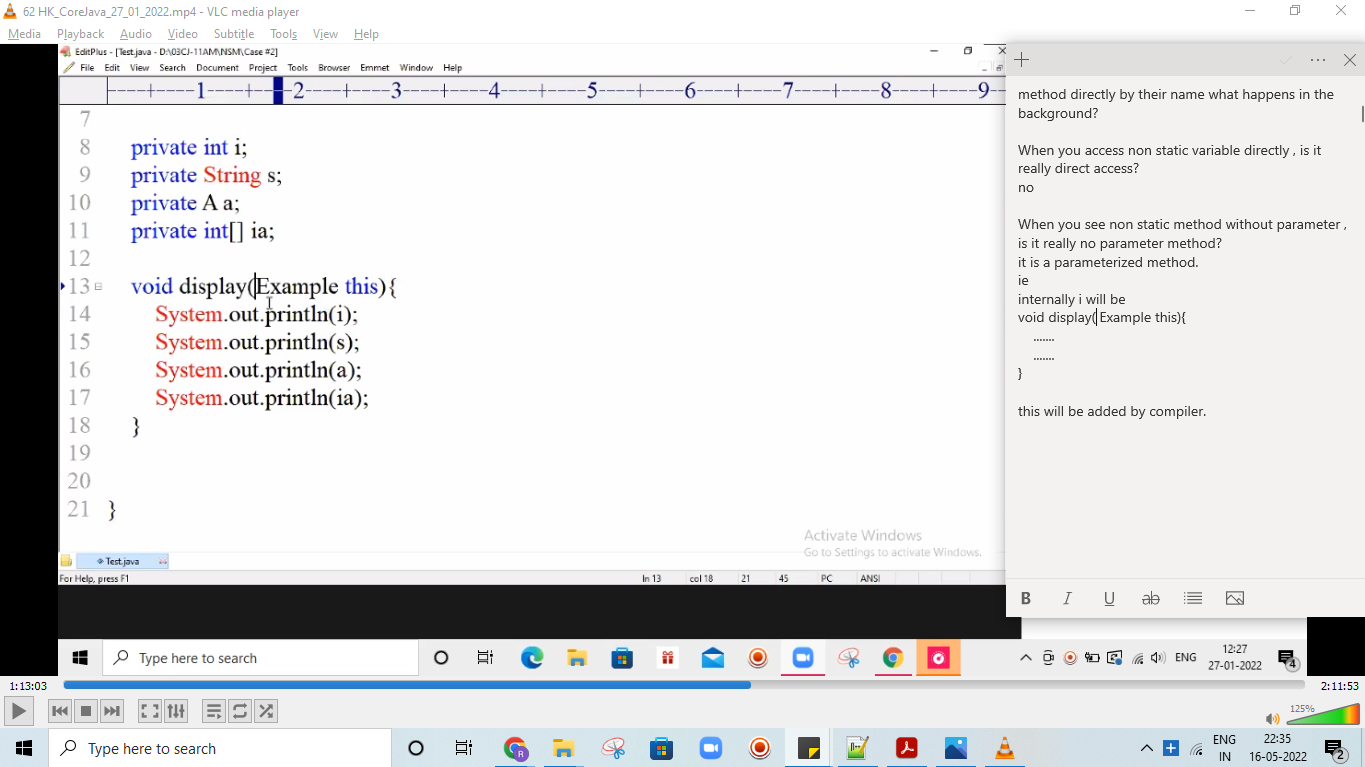 62 HK_CoreJava_27_01_2022.mp4 - VLC media player
Media Playback Audio Video Subtitle Tools View Help
EditPlus - [Test.java - D:\03CJ-11AM\NSM\Case #2]
File Edit View Search Document Project Tools Browser Emmet Window Help
----+----1----+----2----+----3----+----4----+----5----+----6----+----7----+----8----+----9-
7
8 private int i;
9 private String s;
10 private A a;
11 private int[] ia;
12
13 void display(Example this){
14 System.out.println(i);
15 System.out.println(s);
16 System.out.println(a);
17 System.out.println(ia);
18 }
19
20
21 }
Activate Windows
Go to Settings to activate Windows.
Test.java
For Help, press F1 ln 13 col 18 21 45 PC ANSI
method directly by their name what happens in the
background?
When you access non static variable directly , is it
really direct access?
no
When you see non static method without parameter ,
is it really no parameter method?
it is a parameterized method.
ie
internally i will be
void display( Example this){
.......
.......
}
this will be added by compiler.
B I U ab
Type here to search
ENG 12:27
27-01-2022 4
1:13:03 2:11:53
125%
Type here to search
ENG
IN
22:35
16-05-2022
2